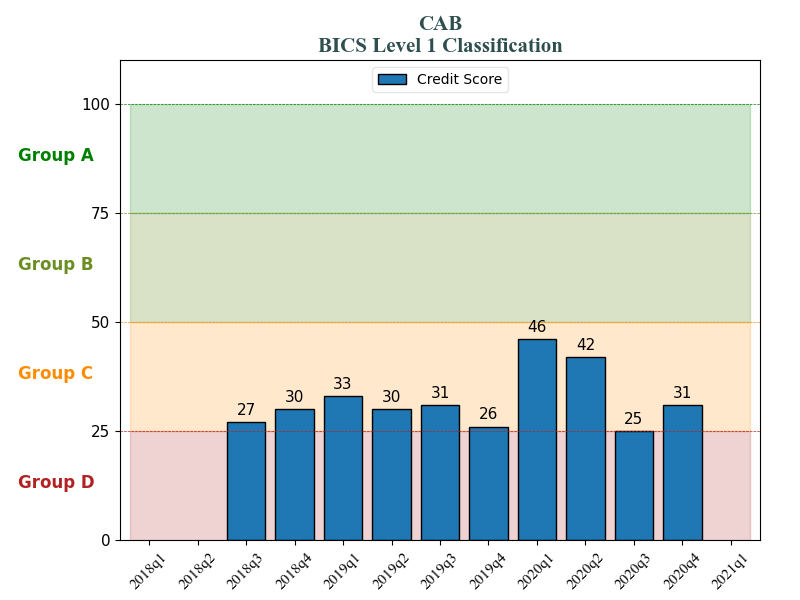 CAB
BICS Level 1 Classification
Credit Score
100
Group A
75
Group B
50
46
42
Group C
33
31
31
30
30
27
26
25
25
Group D
0
2018q1 2018q2 2018q3 2018q4 2019q1 2019q2 2019q3 2019q4 2020q1 2020q2 2020q3 2020q4 2021q1